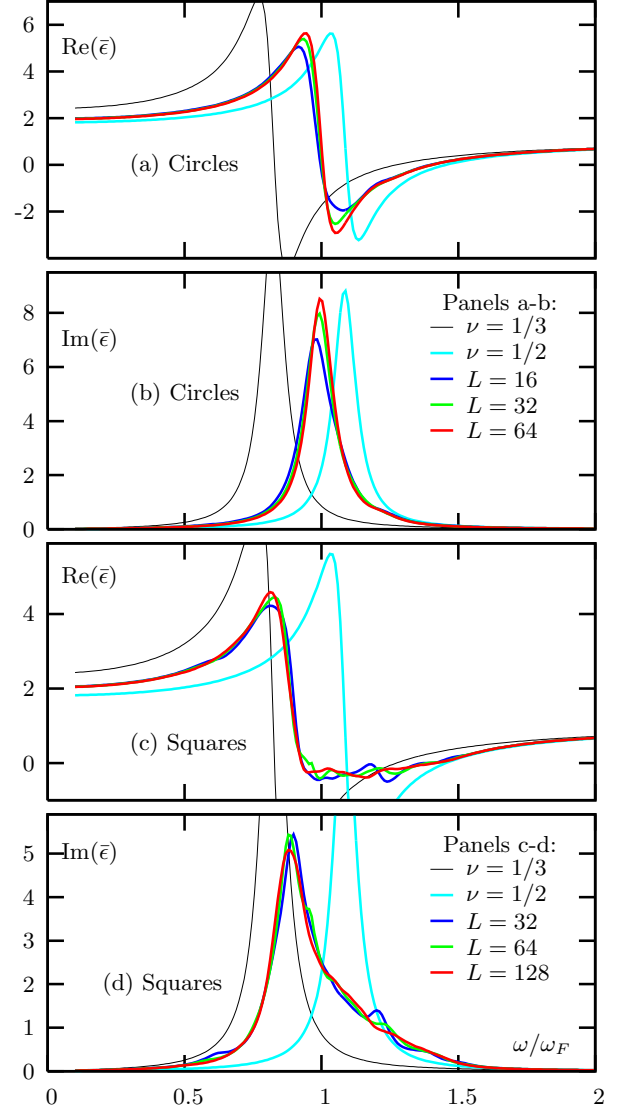 6
Re(ε̄)
4
2
(a) Circles
0
-2
8
Panels a-b:
Im(ε̄)
ν = 1/3
ν = 1/2
6
(b) Circles
L = 16
L = 32
4
L = 64
2
0
Re(ε̄)
4
2
(c) Squares
0
Im(ε̄)
Panels c-d:
5
ν = 1/3
4
ν = 1/2
L = 32
3
L = 64
2
(d) Squares
L = 128
1
ω/ω_F
0
0 0.5 1 1.5 2